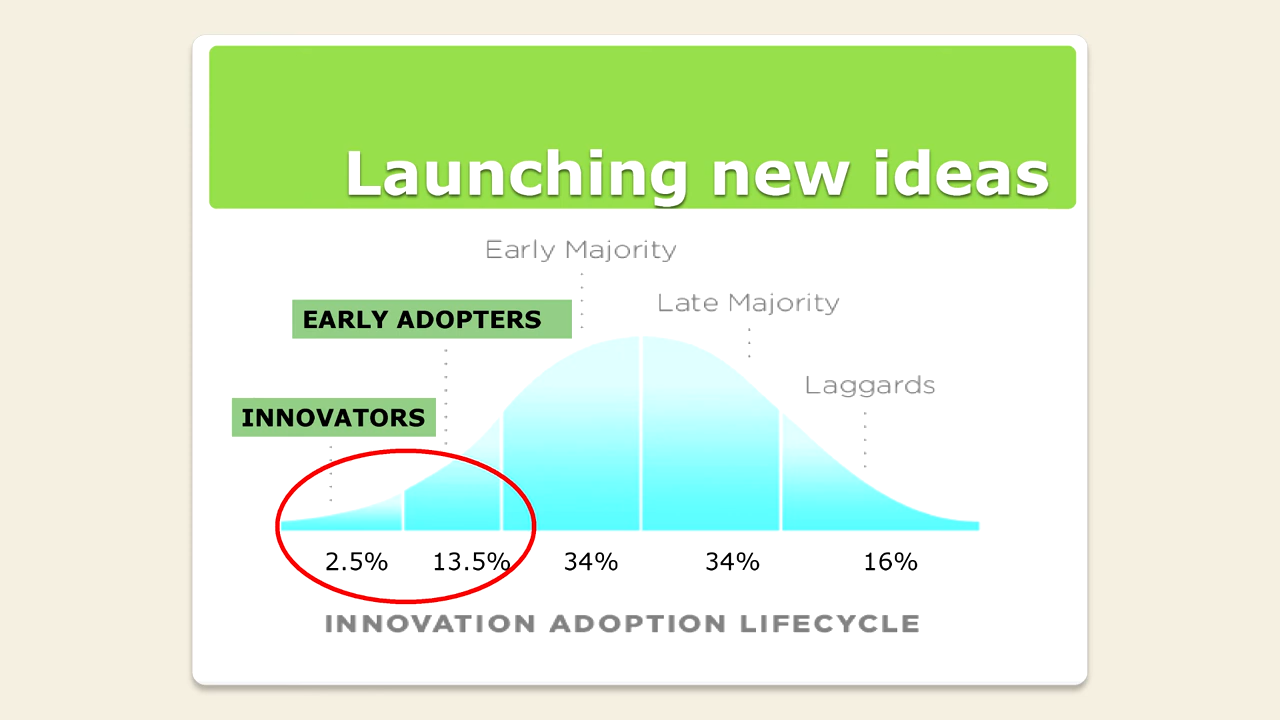 Launching new ideas
Early Majority
Late Majority
EARLY ADOPTERS
Laggards
INNOVATORS
2.5% 13.5% 34% 34% 16%
INNOVATION ADOPTION LIFECYCLE